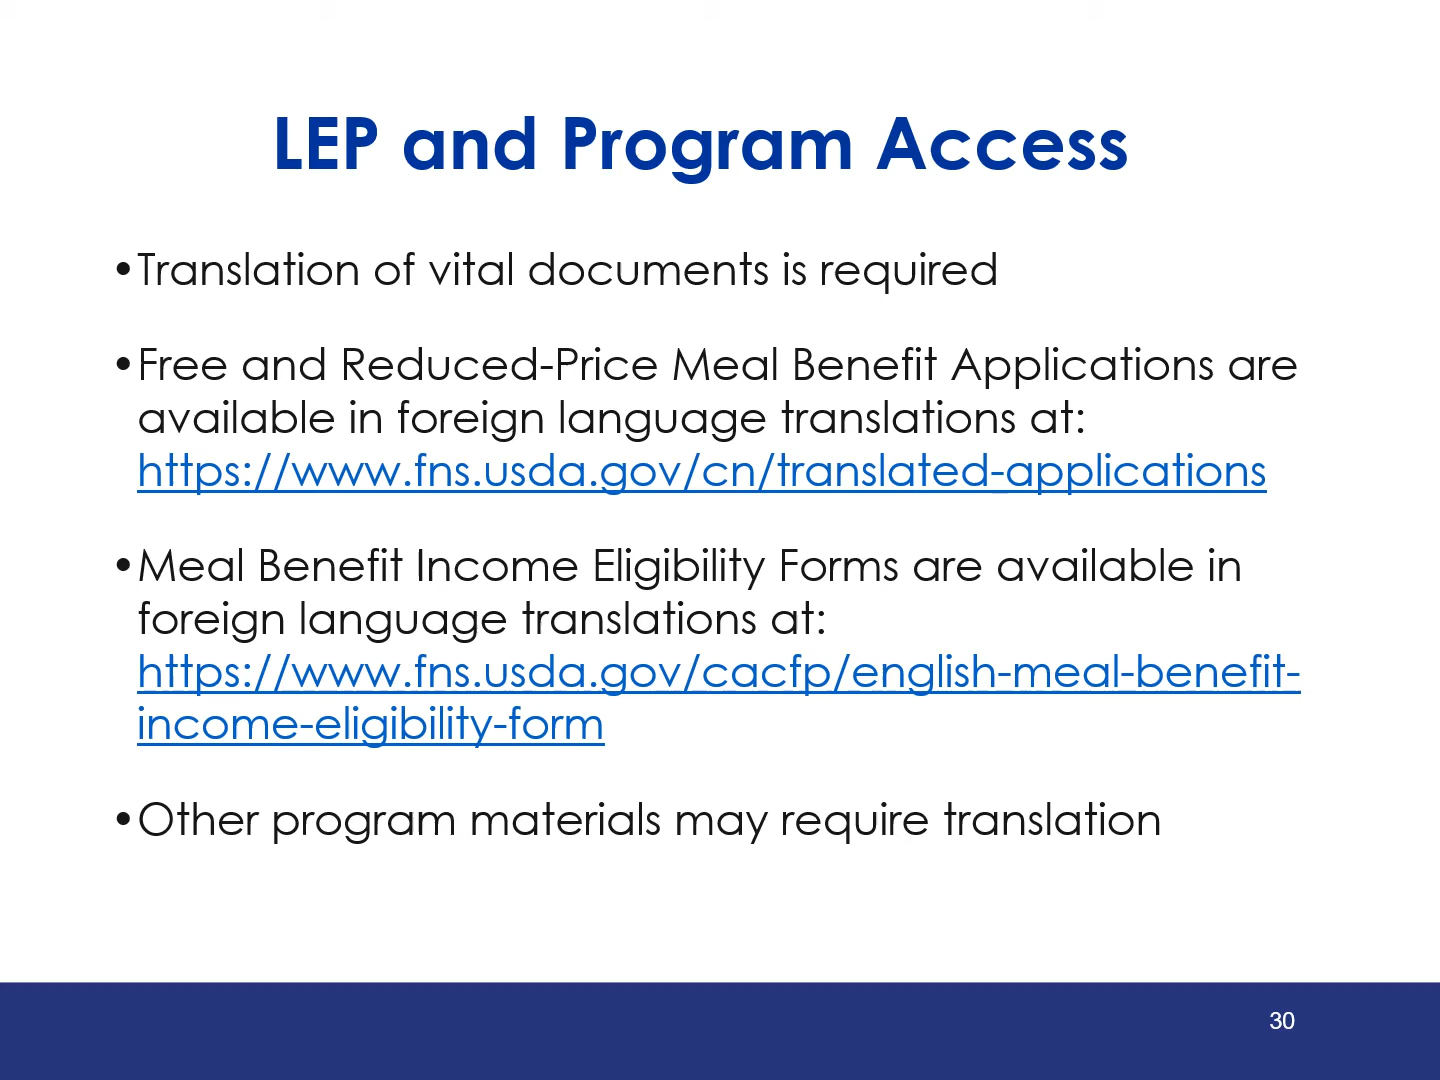 LEP and Program Access
•Translation of vital documents is required
•Free and Reduced-Price Meal Benefit Applications are
available in foreign language translations at:
https://www.fns.usda.gov/cn/translated-applications
•Meal Benefit Income Eligibility Forms are available in
foreign language translations at:
https://www.fns.usda.gov/cacfp/english-meal-benefit-
income-eligibility-form
•Other program materials may require translation
30